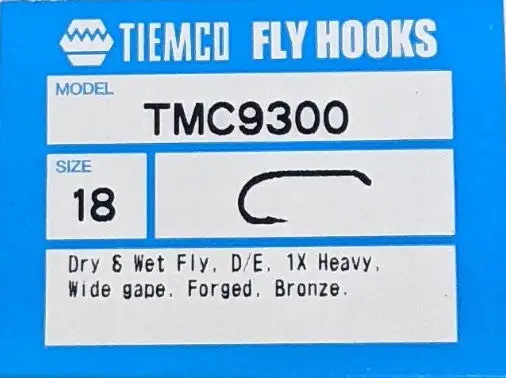 TIEMCO FLY HOOKS
MODEL
TMC9300
SIZE
18
Dry & Wet Fly, D/E, 1X Heavy,
Wide gape, Forged, Bronze.